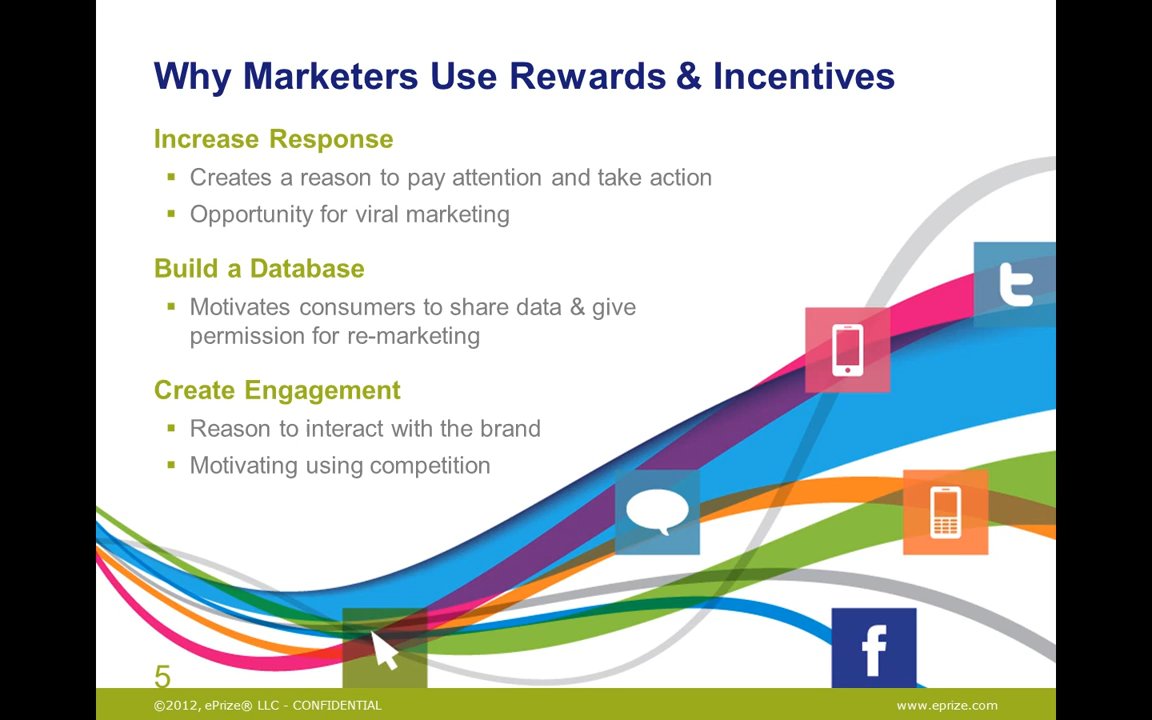 Why Marketers Use Rewards & Incentives
Increase Response
▪ Creates a reason to pay attention and take action
▪ Opportunity for viral marketing
Build a Database
▪ Motivates consumers to share data & give
permission for re-marketing
Create Engagement
▪ Reason to interact with the brand
▪ Motivating using competition
5
©2012, ePrize® LLC - CONFIDENTIAL
www.eprize.com